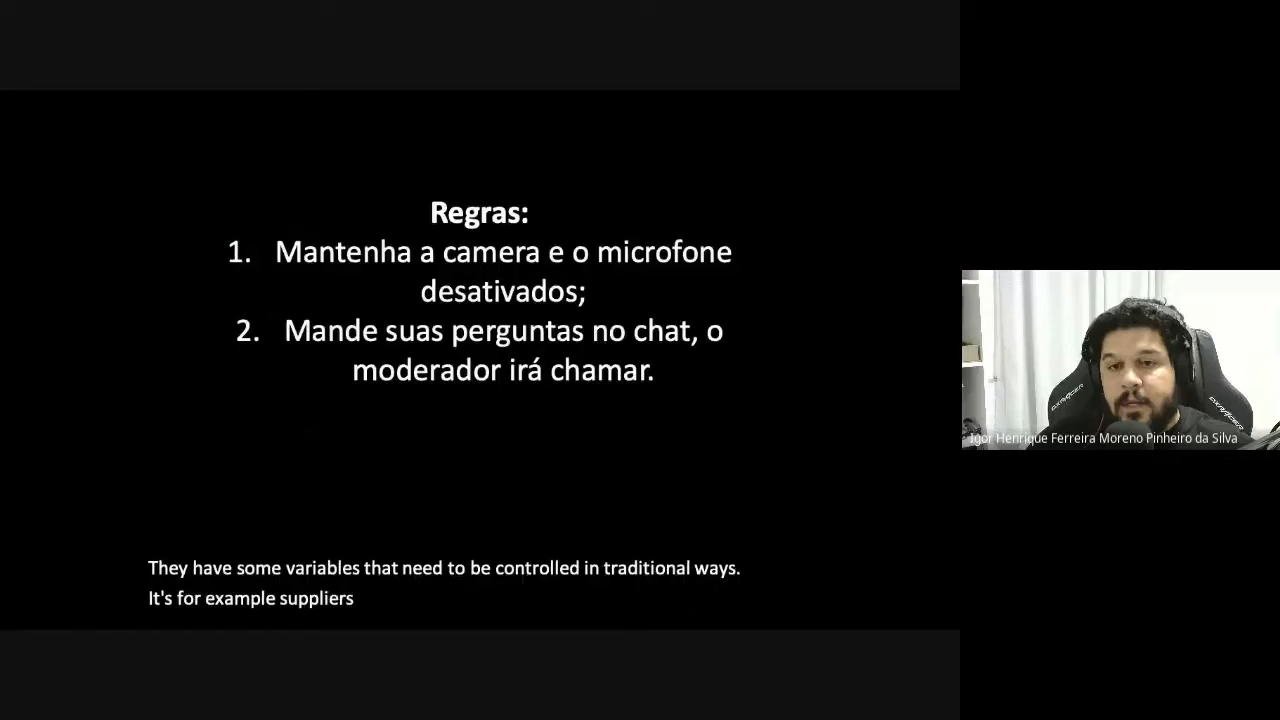 Regras:
1. Mantenha a camera e o microfone
desativados;
2. Mande suas perguntas no chat, o
moderador irá chamar.
They have some variables that need to be controlled in traditional ways.
It's for example suppliers
DXRACER
DXRACER
Igor Henrique Ferreira Moreno Pinheiro da Silva